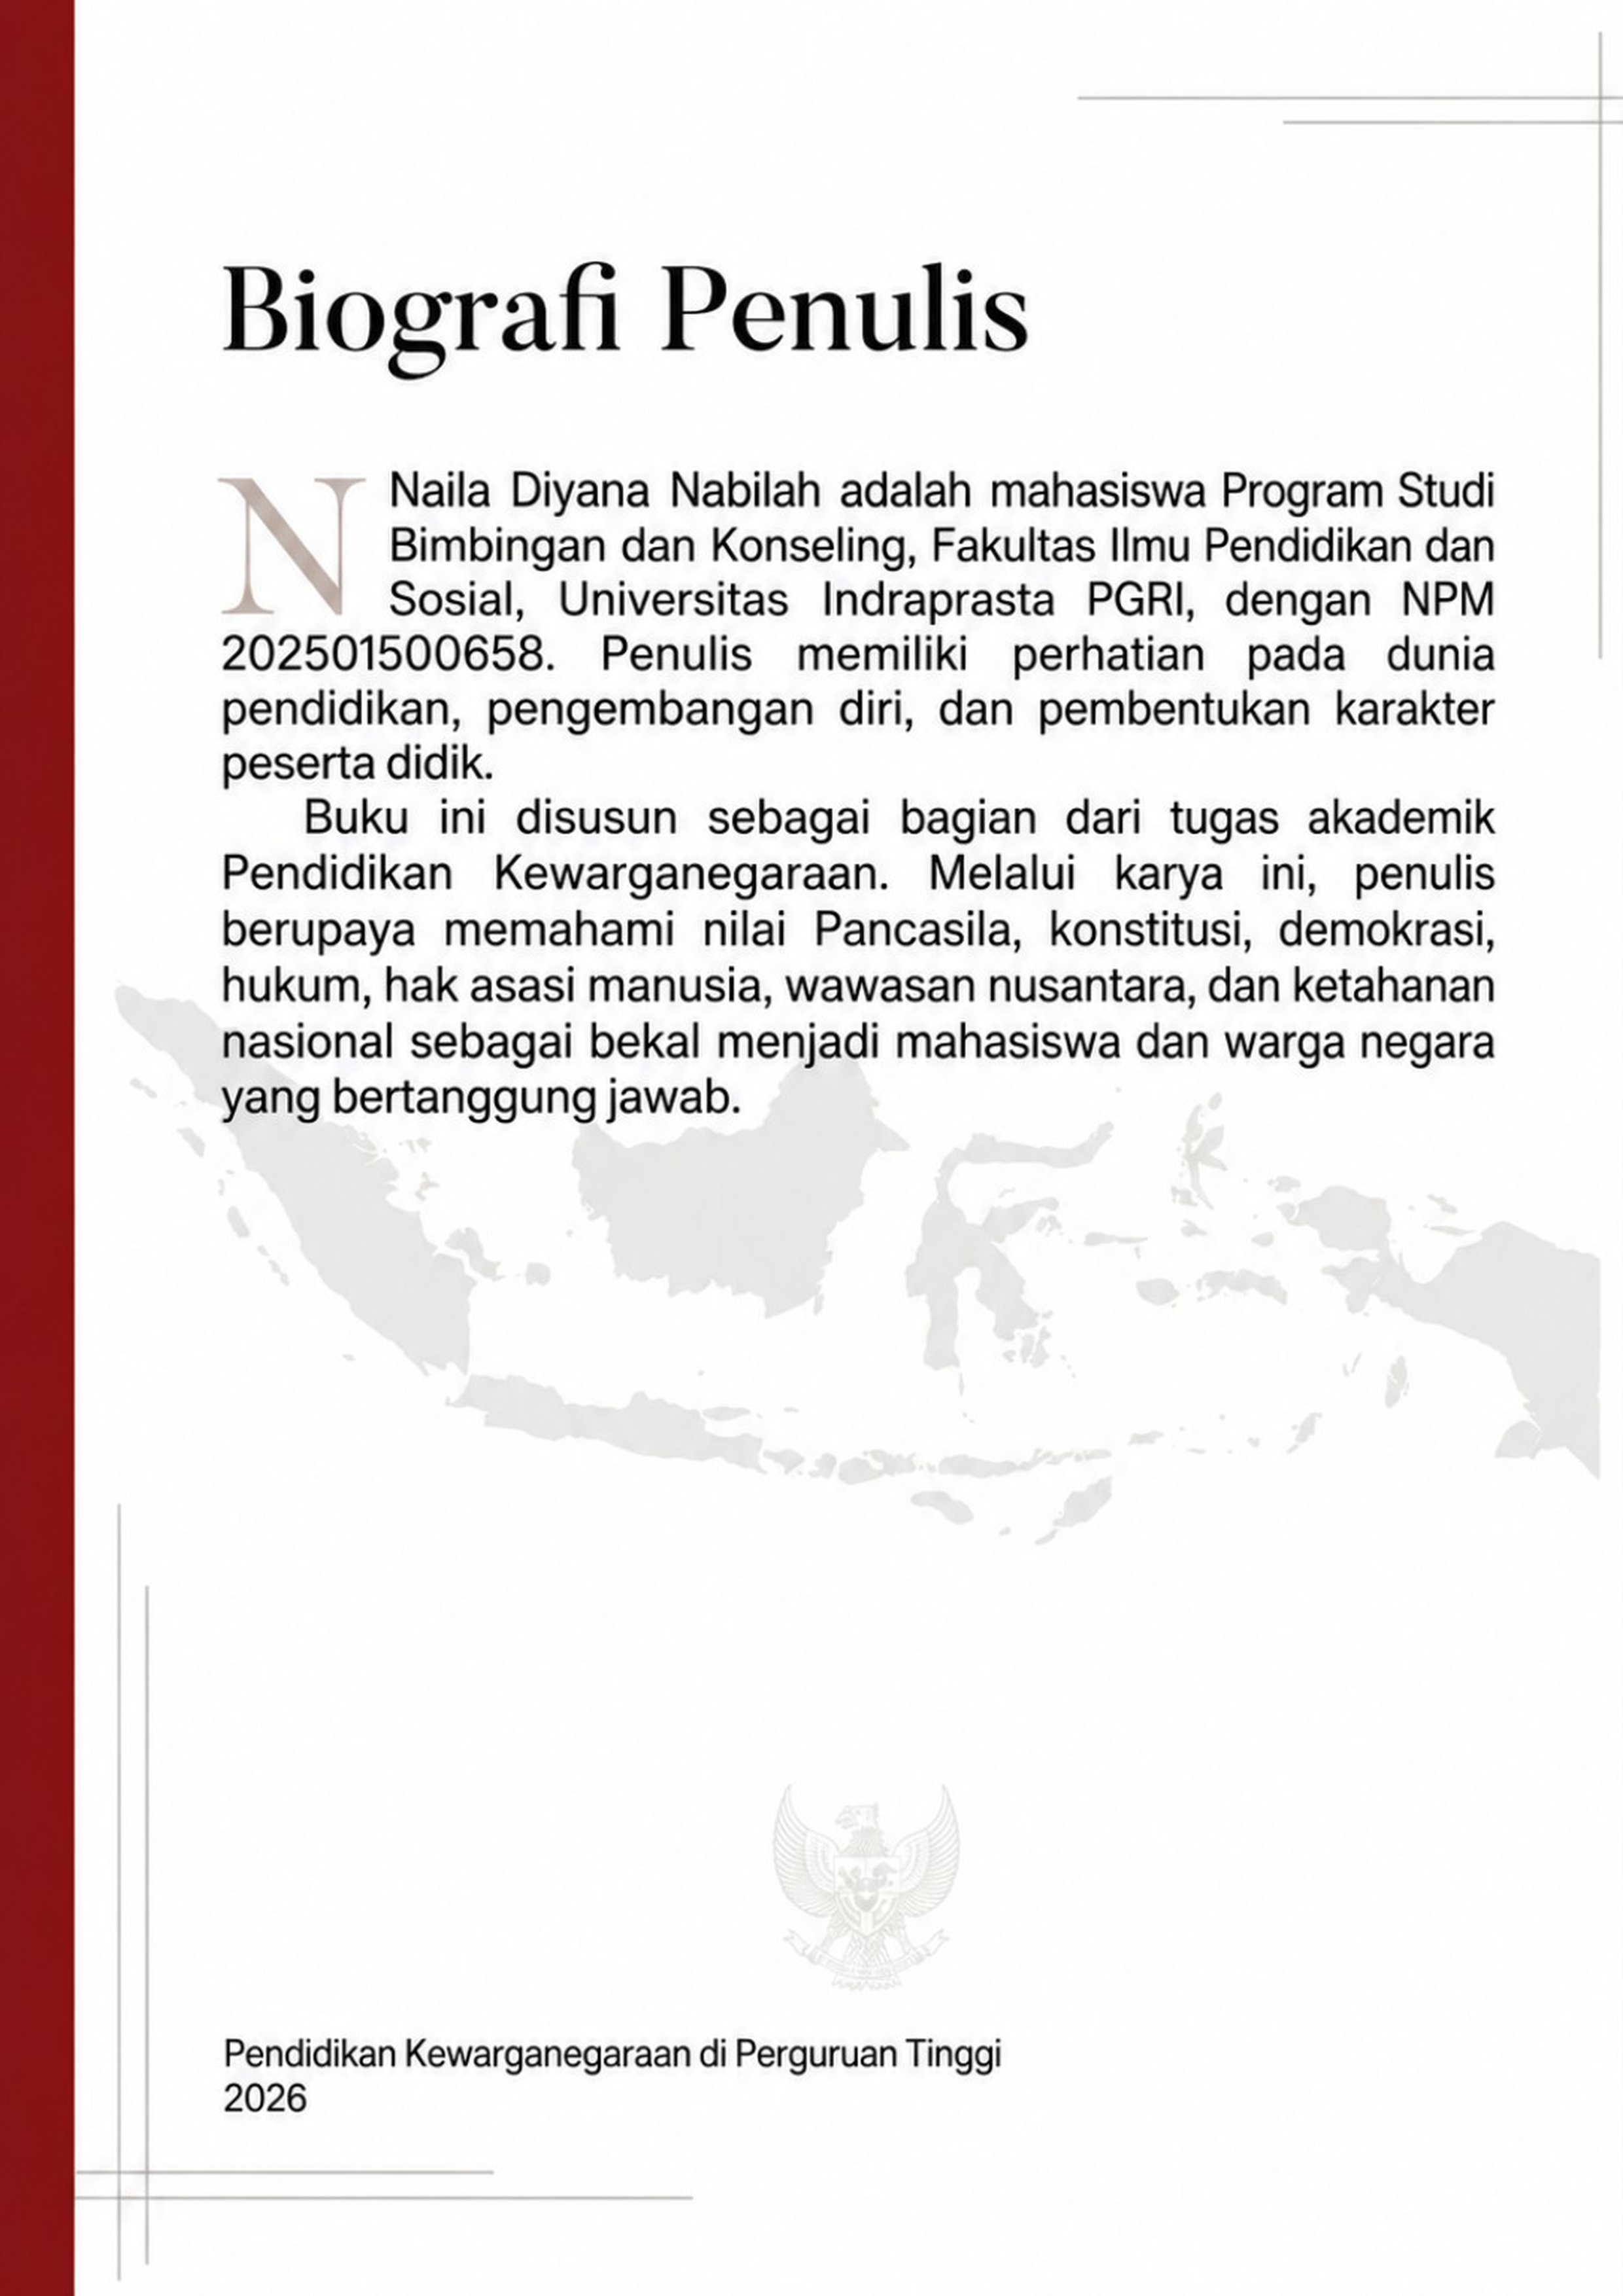 Biografi Penulis
N
Naila Diyana Nabilah adalah mahasiswa Program Studi
Bimbingan dan Konseling, Fakultas Ilmu Pendidikan dan
Sosial, Universitas Indraprasta PGRI, dengan NPM
202501500658. Penulis memiliki perhatian pada dunia
pendidikan, pengembangan diri, dan pembentukan karakter
peserta didik.
Buku ini disusun sebagai bagian dari tugas akademik
Pendidikan Kewarganegaraan. Melalui karya ini, penulis
berupaya memahami nilai Pancasila, konstitusi, demokrasi,
hukum, hak asasi manusia, wawasan nusantara, dan ketahanan
nasional sebagai bekal menjadi mahasiswa dan warga negara
yang bertanggung jawab.
Pendidikan Kewarganegaraan di Perguruan Tinggi
2026